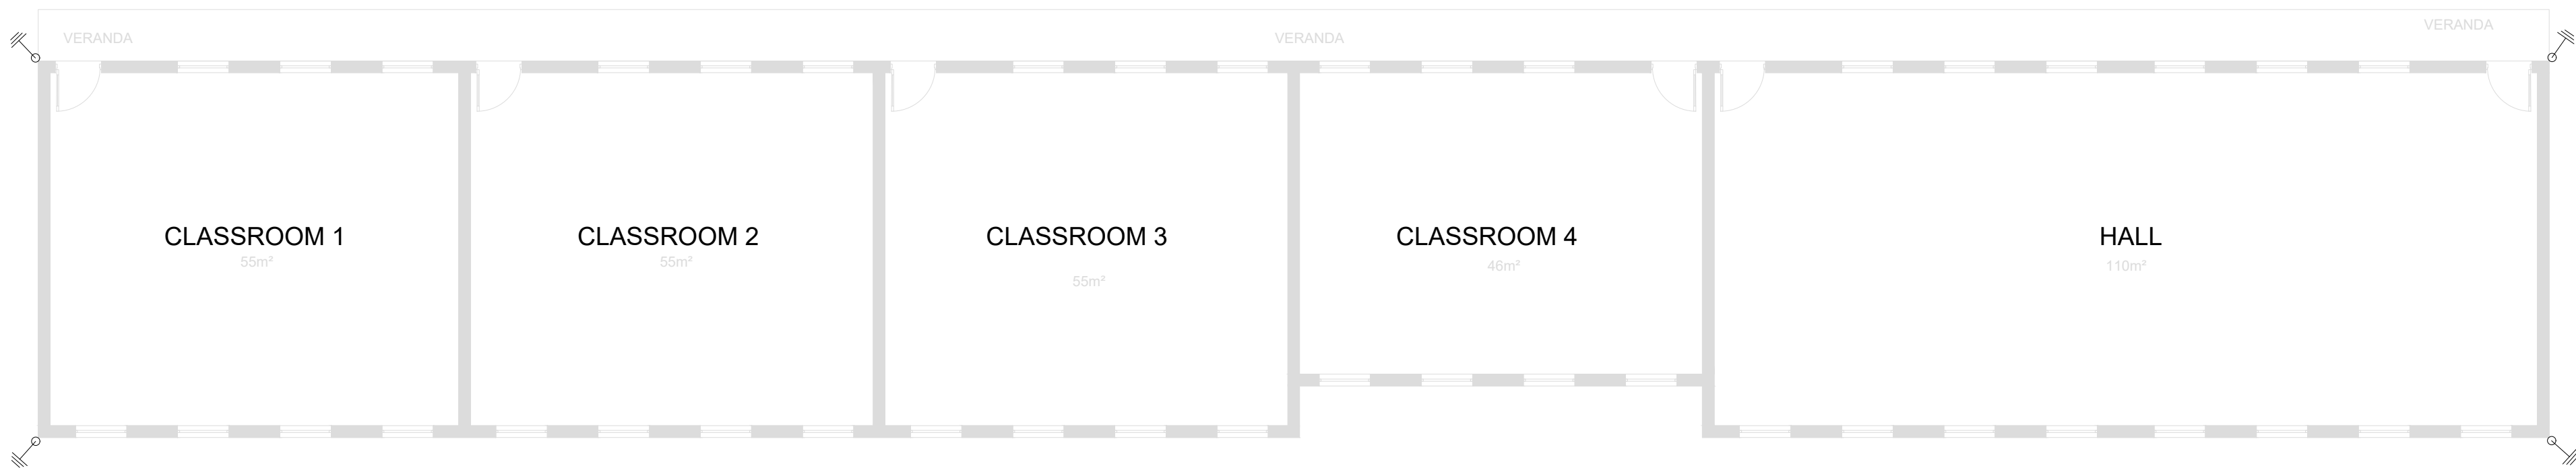 VERANDA
VERANDA
VERANDA
CLASSROOM 1
55m²
CLASSROOM 2
55m²
CLASSROOM 3
55m²
CLASSROOM 4
46m²
HALL
110m²